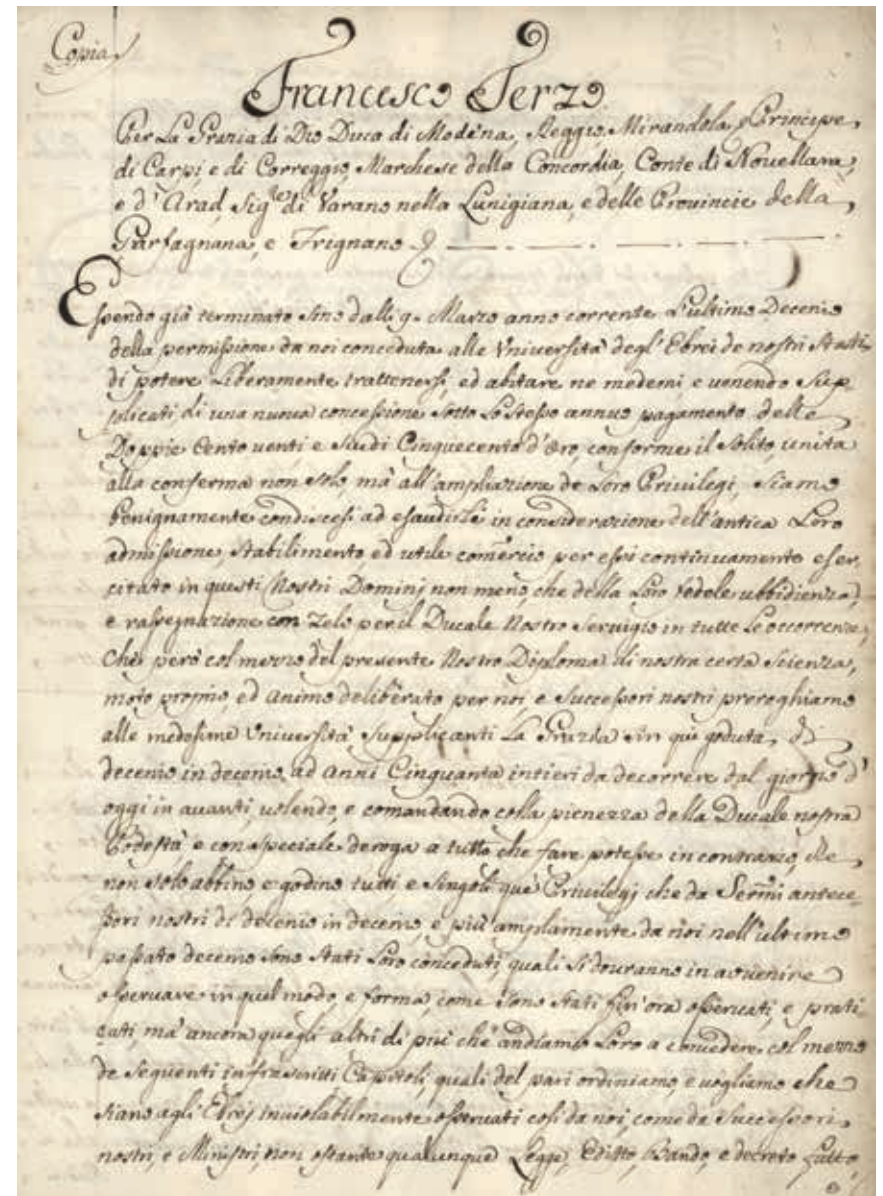 Copia
Francesco Terzo
Per La Grazia di Dio Duca di Modena, Reggio, Mirandola, Principe
di Carpi, e di Correggio, Marchese della Concordia, Conte di Novellara,
e d'Arad, Sig.re di Varano nella Lunigiana, e delle Provincie della
Garfagnana, e Frignano &
Essendo già terminato sino dalli 9. Marzo anno corrente L'ultimo Decenio
della permissione da noi conceduta alle Università degl'Ebrei de nostri Stati
di potere Liberamente trattenersi, ed abitare ne medemi, e venendo sup-
plicati di una nuova concessione sotto Lo stesso annuo pagamento delle
Doppie Cento venti e Scudi Cinquecento d'oro, conforme il solito, unita
alla conferma non solo, mà all'ampliazione de Loro Privilegi, siamo
benignamente condiscesi ad esaudirle in considerazione dell'antica Loro
admissione, stabilimento, ed utile comercio per essi continuamente eser-
citato in questi Nostri Dominj non meno, che della Loro fedele ubbidienza,
e rassegnazione con zelo per il Ducale Nostro Servigio in tutte Le occorrenze,
che però col mezzo del presente Nostro Diploma di nostra certa scienza,
moto proprio, ed animo deliberato per noi, e Successori nostri proroghiamo
alle medesime Università supplicanti La Grazia sin quì goduta, di
decenio in decenio, ad anni Cinquanta intieri da decorrere dal giorno d'
oggi in avanti, volendo, e comandando colla pienezza della Ducale nostra
Podestà e con speciale deroga a tutto che fare potesse in contrario, che
non solo abbino, e godino tutti, e singoli que' Privilegj che da Ser.mi antece-
ssori nostri di decenio in decenio, e più amplamente da noi nell'ultimo
passato decenio sono stati Loro conceduti, quali si dovranno in avvenire
osservare in quel modo, e forma, come sono stati fin'ora osservati, e prati
cati, mà ancora quegli altri di più che andiamo Loro a concedere col mezzo
de seguenti infrascritti Capitoli, quali del pari ordiniamo, e vogliamo che
siano agli Ebrej inviolabilmente osservati così da noi, come da Successori
nostri, e Ministri, non ostante qualunque Legge, Editto, Bando, e decreto